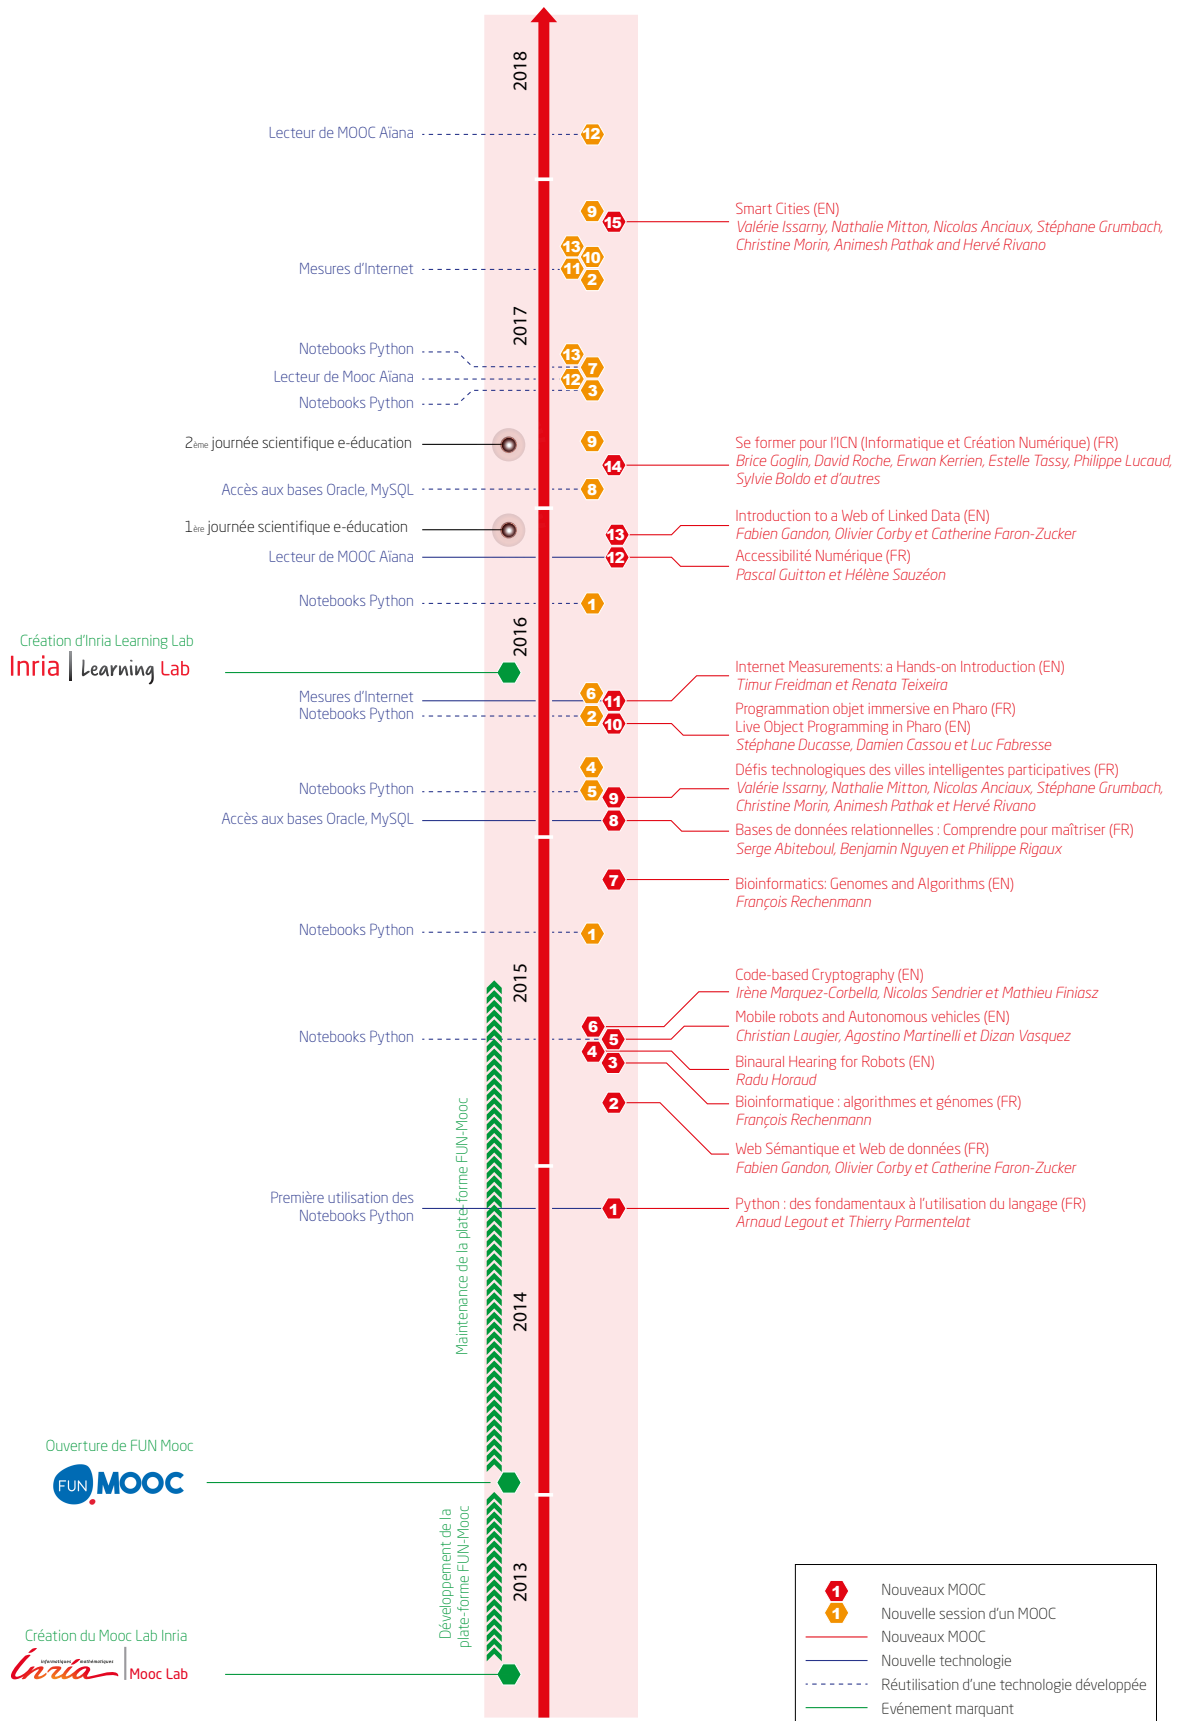 2018
Lecteur de MOOC Aïana
12
9
15
Smart Cities (EN)
Valérie Issarny, Nathalie Mitton, Nicolas Anciaux, Stéphane Grumbach,
Christine Morin, Animesh Pathak and Hervé Rivano
13
10
Mesures d'Internet
11
2
2017
Notebooks Python
13
7
Lecteur de Mooc Aïana
12
3
Notebooks Python
2ème journée scientifique e-éducation
9
14
Se former pour l'ICN (Informatique et Création Numérique) (FR)
Brice Goglin, David Roche, Erwan Kerrien, Estelle Tassy, Philippe Lucaud,
Sylvie Boldo et d'autres
Accès aux bases Oracle, MySQL
8
1ère journée scientifique e-éducation
13
Introduction to a Web of Linked Data (EN)
Fabien Gandon, Olivier Corby et Catherine Faron-Zucker
Lecteur de MOOC Aïana
12
Accessibilité Numérique (FR)
Pascal Guitton et Hélène Sauzéon
Notebooks Python
1
2016
Création d'Inria Learning Lab
Inria | Learning Lab
Internet Measurements: a Hands-on Introduction (EN)
Timur Freidman et Renata Teixeira
Mesures d'Internet
6
11
Notebooks Python
2
10
Programmation objet immersive en Pharo (FR)
Live Object Programming in Pharo (EN)
Stéphane Ducasse, Damien Cassou et Luc Fabresse
4
Notebooks Python
5
9
Défis technologiques des villes intelligentes participatives (FR)
Valérie Issarny, Nathalie Mitton, Nicolas Anciaux, Stéphane Grumbach,
Christine Morin, Animesh Pathak et Hervé Rivano
Accès aux bases Oracle, MySQL
8
Bases de données relationnelles : Comprendre pour maîtriser (FR)
Serge Abiteboul, Benjamin Nguyen et Philippe Rigaux
7
Bioinformatics: Genomes and Algorithms (EN)
François Rechenmann
Notebooks Python
1
2015
Code-based Cryptography (EN)
Irène Marquez-Corbella, Nicolas Sendrier et Mathieu Finiasz
6
Notebooks Python
5
Mobile robots and Autonomous vehicles (EN)
Christian Laugier, Agostino Martinelli et Dizan Vasquez
4
3
Binaural Hearing for Robots (EN)
Radu Horaud
2
Bioinformatique : algorithmes et génomes (FR)
François Rechenmann
Web Sémantique et Web de données (FR)
Fabien Gandon, Olivier Corby et Catherine Faron-Zucker
Maintenance de la plate-forme FUN-Mooc
Première utilisation des
Notebooks Python
1
Python : des fondamentaux à l'utilisation du langage (FR)
Arnaud Legout et Thierry Parmentelat
2014
Ouverture de FUN Mooc
FUN MOOC
Développement de la
plate-forme FUN-Mooc
2013
Création du Mooc Lab Inria
informatiques mathématiques
Inria | Mooc Lab
1 Nouveaux MOOC
1 Nouvelle session d'un MOOC
Nouveaux MOOC
Nouvelle technologie
Réutilisation d'une technologie développée
Evénement marquant